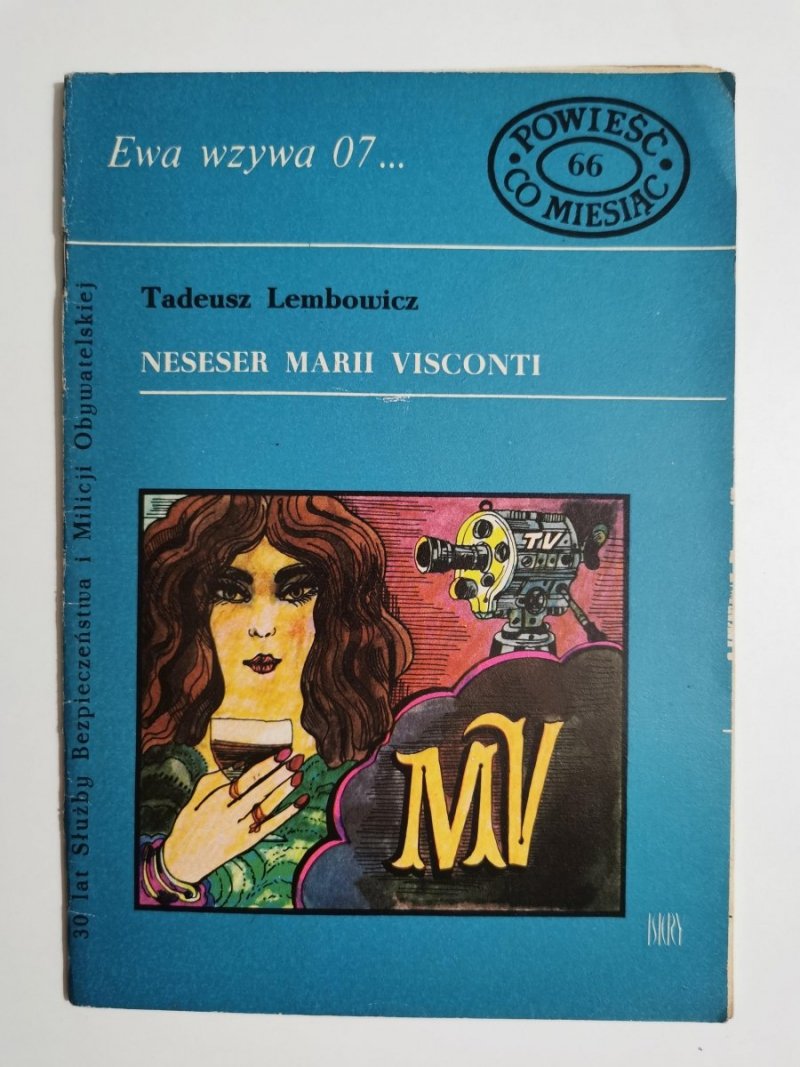 Ewa wzywa 07...
POWIEŚĆ
66
CO MIESIĄC
Tadeusz Lembowicz
NESESER MARII VISCONTI
30 lat Służby Bezpieczeństwa i Milicji Obywatelskiej
TV
MV
ISKRY